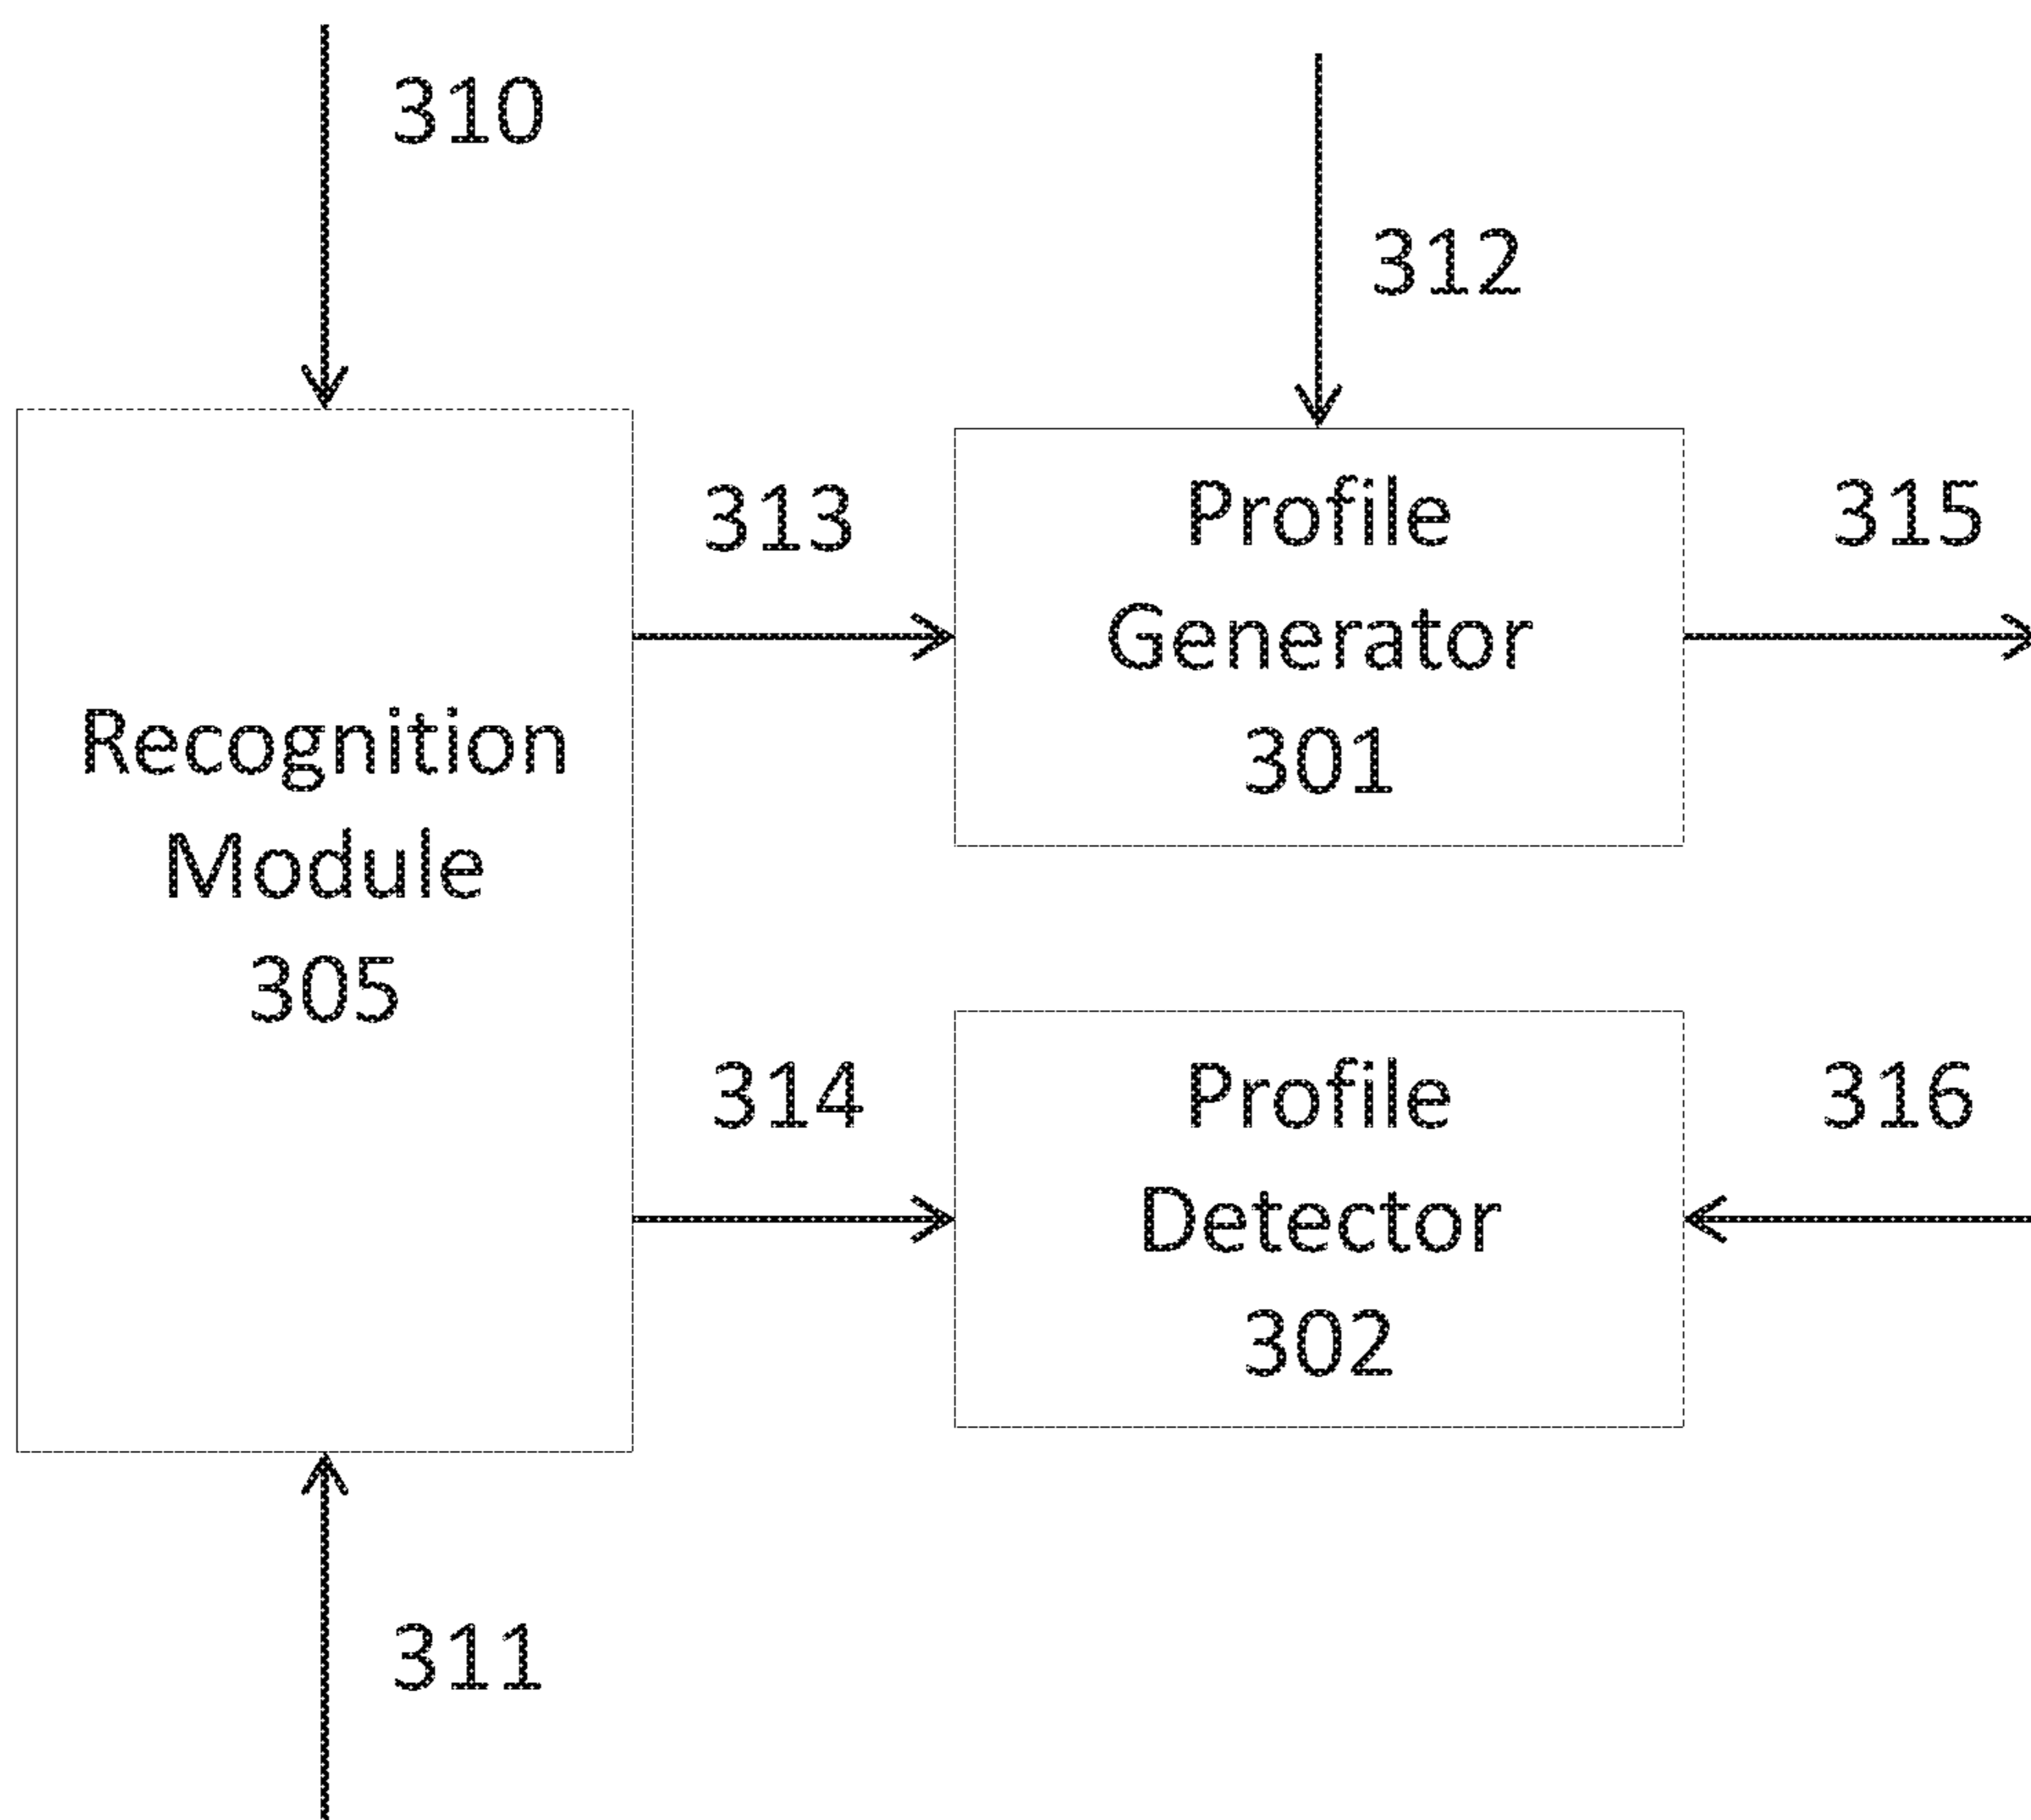 310
312
313
Profile
Generator
301
315
Recognition
Module
305
314
Profile
Detector
302
316
311